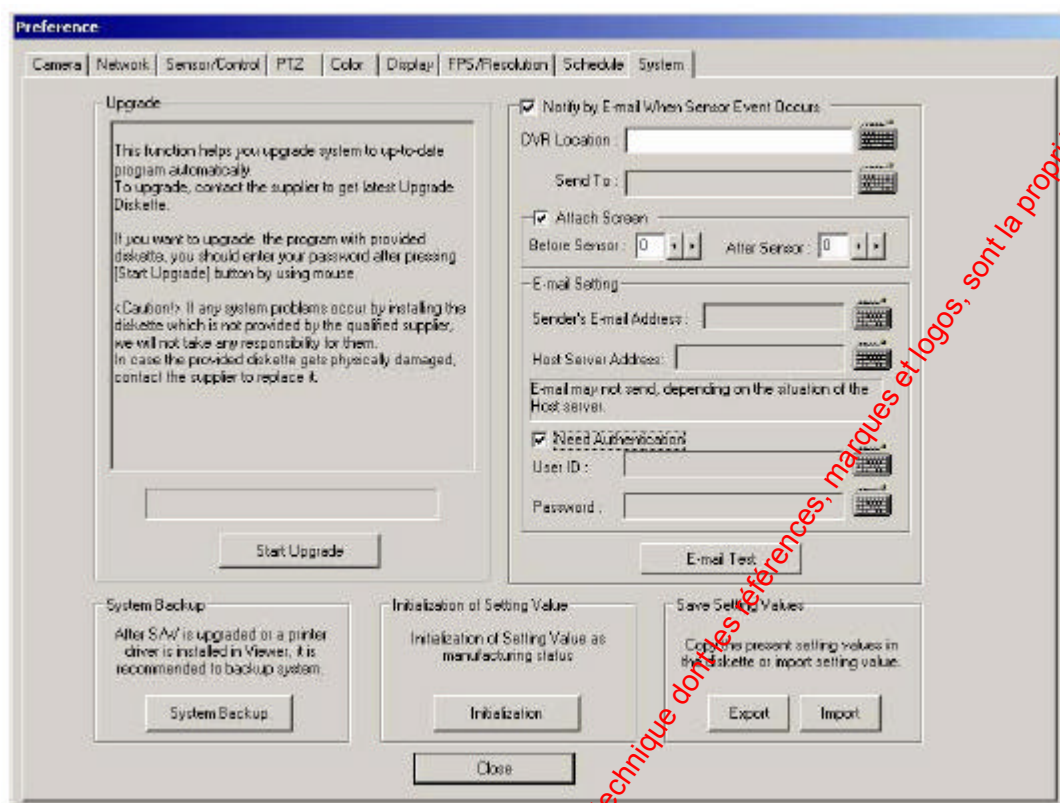 Preference
Camera Network Sensor/Control PTZ Color Display FPS/Resolution Schedule System
Upgrade
This function helps you upgrade system to up-to-date
program automatically.
To upgrade, contact the supplier to get latest Upgrade
Diskette.
If you want to upgrade the program with provided
diskette, you should enter your password after pressing
[Start Upgrade] button by using mouse
<Caution!> If any system problems occur by installing the
diskette which is not provided by the qualified supplier,
we will not take any responsibility for them.
In case the provided diskette gets physically damaged,
contact the supplier to replace it.
Start Upgrade
Notify by E-mail When Sensor Event Occurs
DVR Location :
Send To :
Attach Screen
Before Sensor : 0 After Sensor : 0
E-mail Setting
Sender's E-mail Address :
Host Server Address:
E-mail may not send, depending on the situation of the
Host server.
Need Authentication
User ID :
Password :
E-mail Test
System Backup
After S/W is upgraded or a printer
driver is installed in Viewer, it is
recommended to backup system.
System Backup
Initialization of Setting Value
Initialization of Setting Value as
manufacturing status
Initialization
Save Setting Values
Copy the present setting values in
the diskette or import setting value.
Export Import
Close
technique dont les références, marques et logos, sont la propri